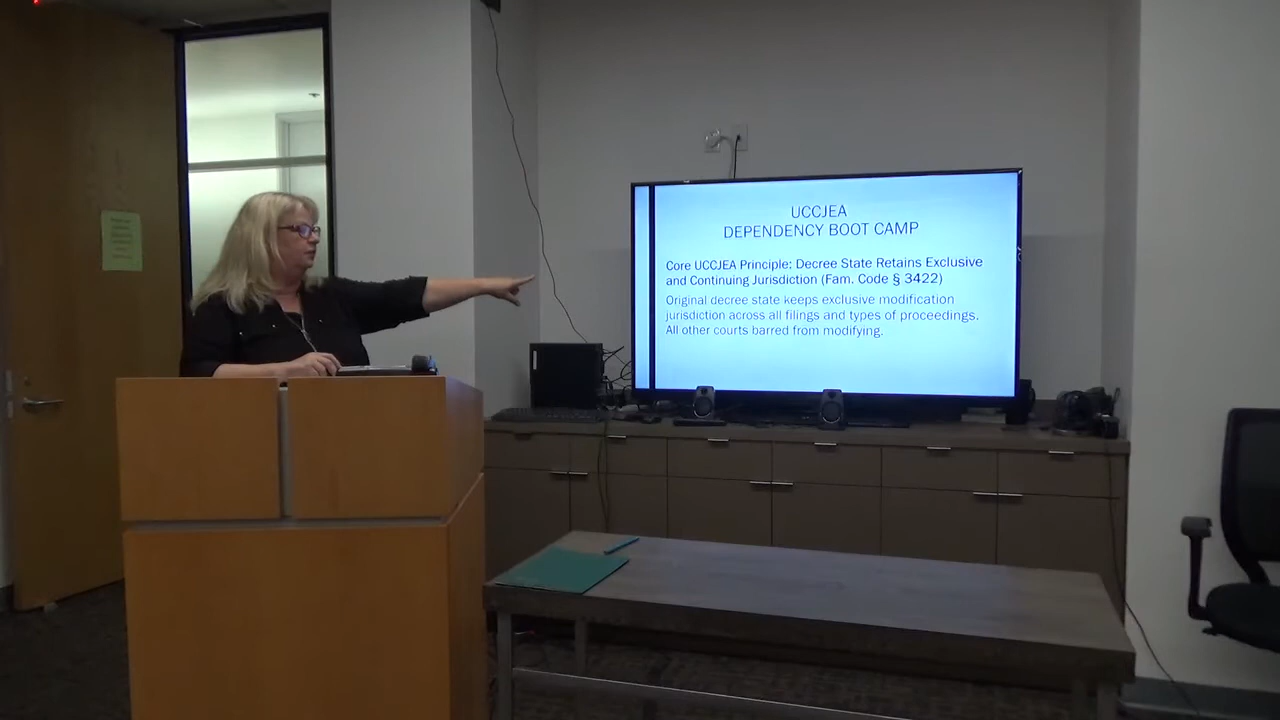 UCCJEA
DEPENDENCY BOOT CAMP
Core UCCJEA Principle: Decree State Retains Exclusive
and Continuing Jurisdiction (Fam. Code § 3422)
Original decree state keeps exclusive modification
jurisdiction across all filings and types of proceedings.
All other courts barred from modifying.